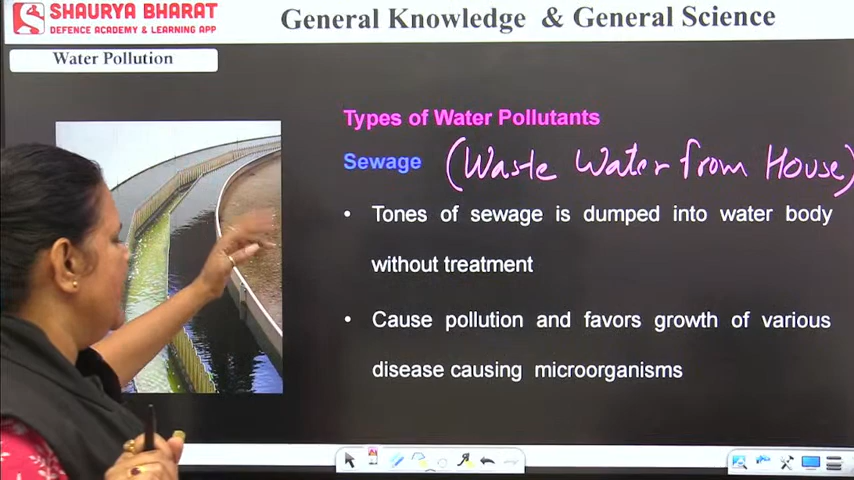 SHAURYA BHARAT
DEFENCE ACADEMY & LEARNING APP
General Knowledge & General Science
Water Pollution
Types of Water Pollutants
Sewage (Waste Water from House)
• Tones of sewage is dumped into water body
without treatment
• Cause pollution and favors growth of various
disease causing microorganisms